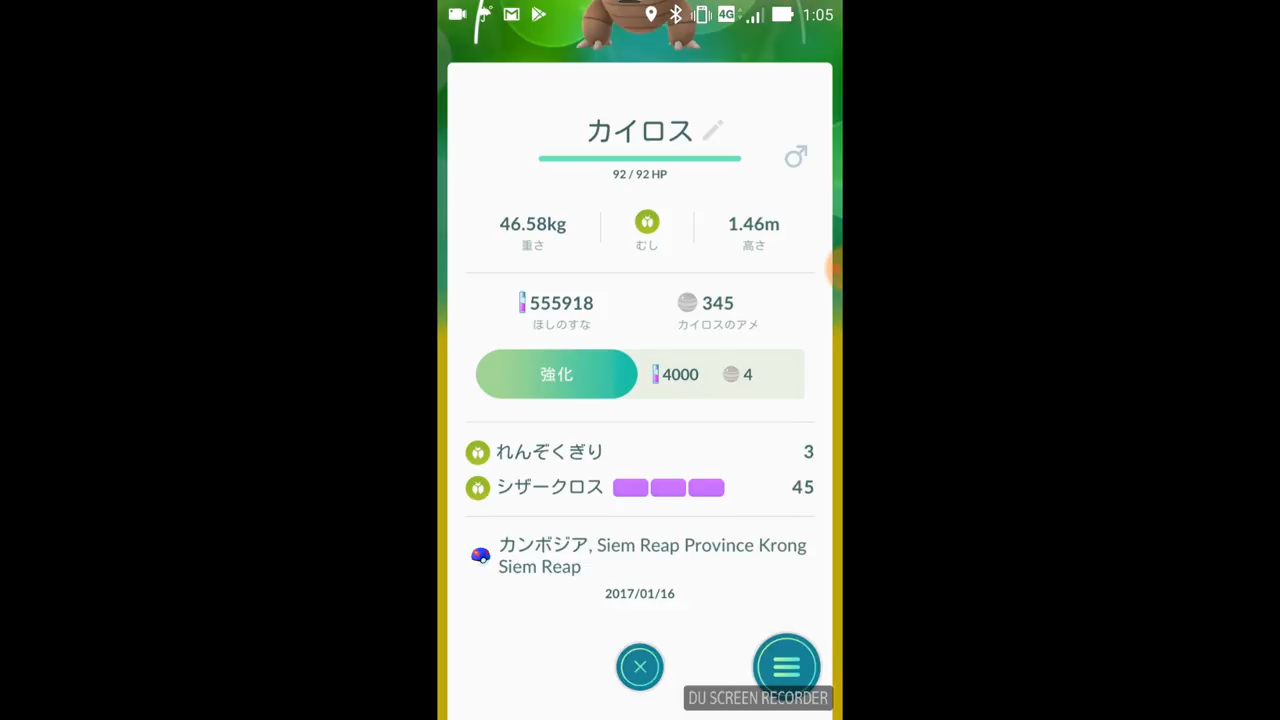 4G 1:05
カイロス
92 / 92 HP
46.58kg 1.46m
重さ むし 高さ
555918 345
ほしのすな カイロスのアメ
強化 4000 4
れんぞくぎり 3
シザークロス 45
カンボジア, Siem Reap Province Krong
Siem Reap
2017/01/16
DU SCREEN RECORDER